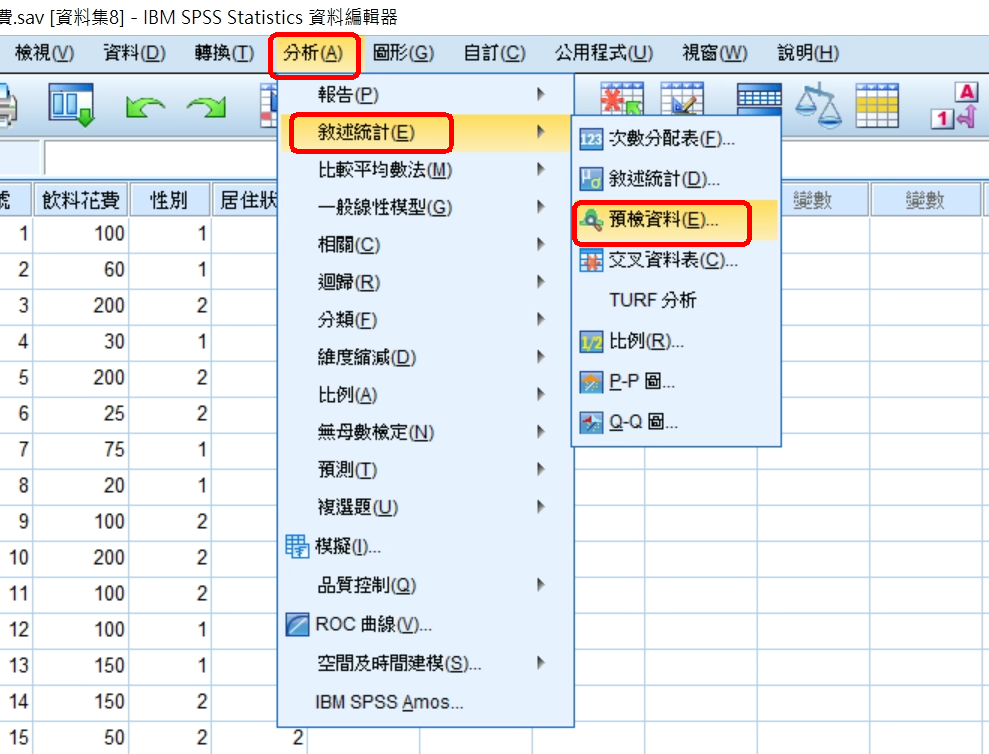 費.sav [資料集8] - IBM SPSS Statistics 資料編輯器
檢視(V) 資料(D) 轉換(T) 分析(A) 圖形(G) 自訂(C) 公用程式(U) 視窗(W) 說明(H)
報告(P)
敘述統計(E)
比較平均數法(M)
一般線性模型(G)
相關(C)
迴歸(R)
分類(F)
維度縮減(D)
比例(A)
無母數檢定(N)
預測(T)
複選題(U)
模擬(I)...
品質控制(Q)
ROC 曲線(V)...
空間及時間建模(S)...
IBM SPSS Amos...
次數分配表(F)...
敘述統計(D)...
預檢資料(E)...
交叉資料表(C)...
TURF 分析
比例(R)...
P-P 圖...
Q-Q 圖...
A
1
號 飲料花費 性別 居住狀 變數 變數
1 100 1
2 60 1
3 200 2
4 30 1
5 200 2
6 25 2
7 75 1
8 20 1
9 100 2
10 200 2
11 100 2
12 100 1
13 150 1
14 150 2
15 50 2 2